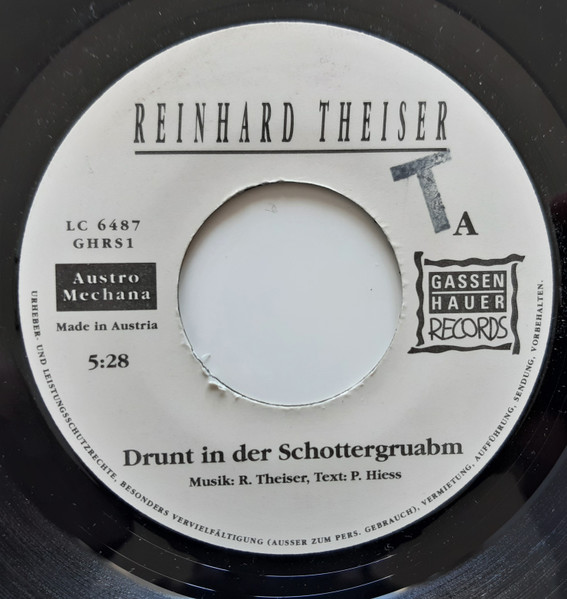 REINHARD THEISER
T
A
LC 6487
GHRS1
Austro
Mechana
Made in Austria
5:28
GASSEN
HAUER
RECORDS
Drunt in der Schottergruabm
Musik: R. Theiser, Text: P. Hiess
URHEBER- UND LEISTUNGSSCHUTZRECHTE, BESONDERS VERVIELFÄLTIGUNG (AUSSER ZUM PERS. GEBRAUCH), VERMIETUNG, AUFFÜHRUNG, SENDUNG, VORBEHALTEN.